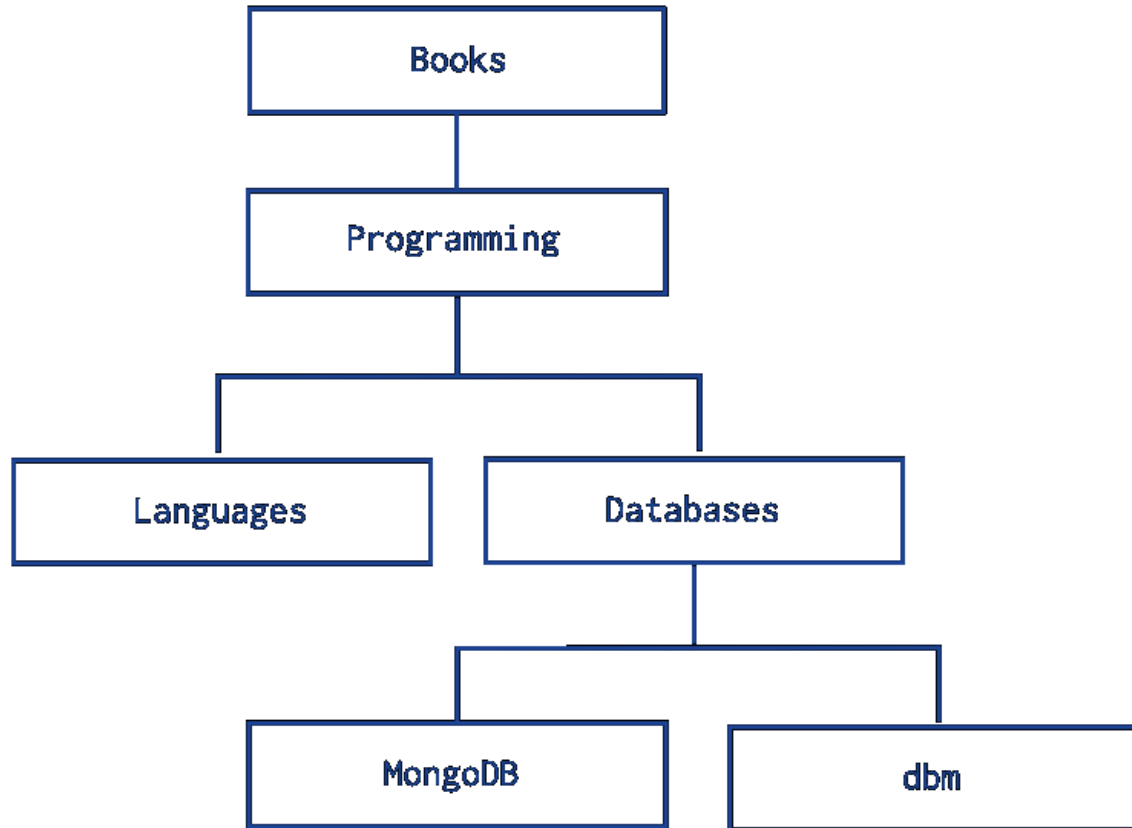 Books
Programming
Languages
Databases
MongoDB
dbm